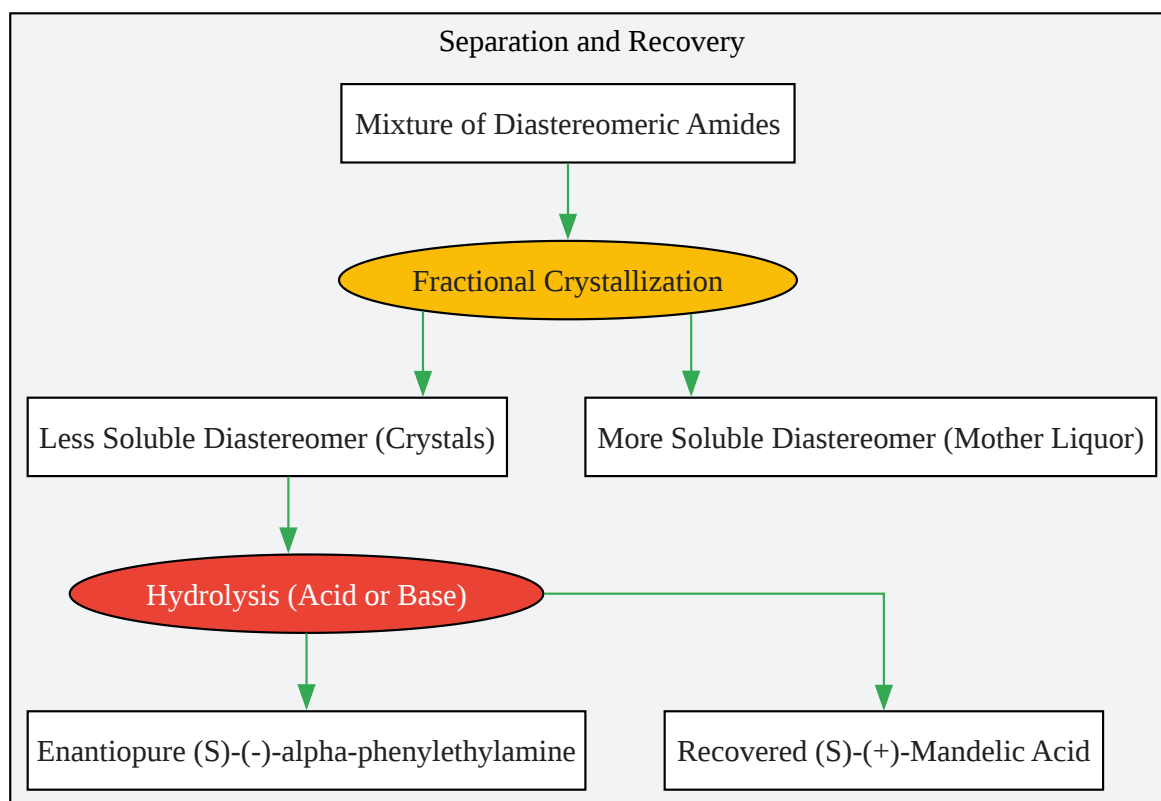 Separation and Recovery
Mixture of Diastereomeric Amides
Fractional Crystallization
Less Soluble Diastereomer (Crystals)
More Soluble Diastereomer (Mother Liquor)
Hydrolysis (Acid or Base)
Enantiopure (S)-(-)-alpha-phenylethylamine
Recovered (S)-(+)-Mandelic Acid